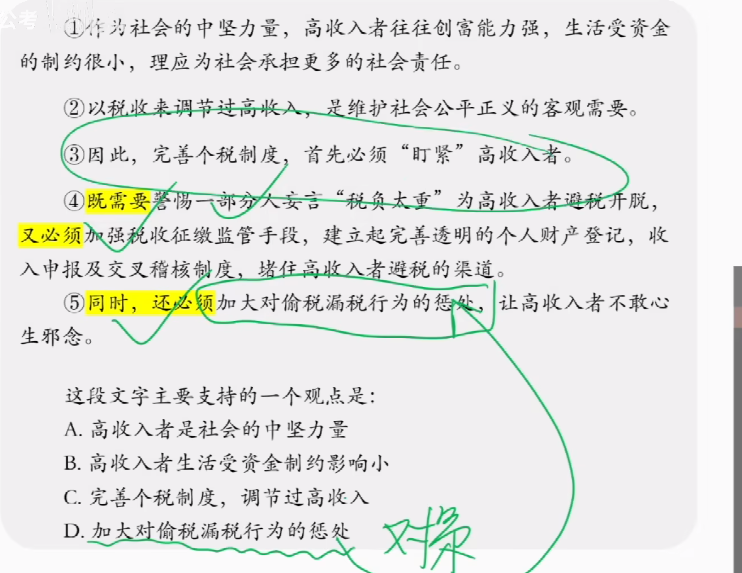 公考
①作为社会的中坚力量，高收入者往往创富能力强，生活受资金
的制约很小，理应为社会承担更多的社会责任。
②以税收来调节过高收入，是维护社会公平正义的客观需要。
③因此，完善个税制度，首先必须“盯紧”高收入者。
④既需要警惕一部分人妄言“税负太重”为高收入者避税开脱，
又必须加强税收征缴监管手段，建立起完善透明的个人财产登记，收
入申报及交叉稽核制度，堵住高收入者避税的渠道。
⑤同时，还必须加大对偷税漏税行为的惩处，让高收入者不敢心
生邪念。
这段文字主要支持的一个观点是：
A. 高收入者是社会的中坚力量
B. 高收入者生活受资金制约影响小
C. 完善个税制度，调节过高收入
D. 加大对偷税漏税行为的惩处
对象